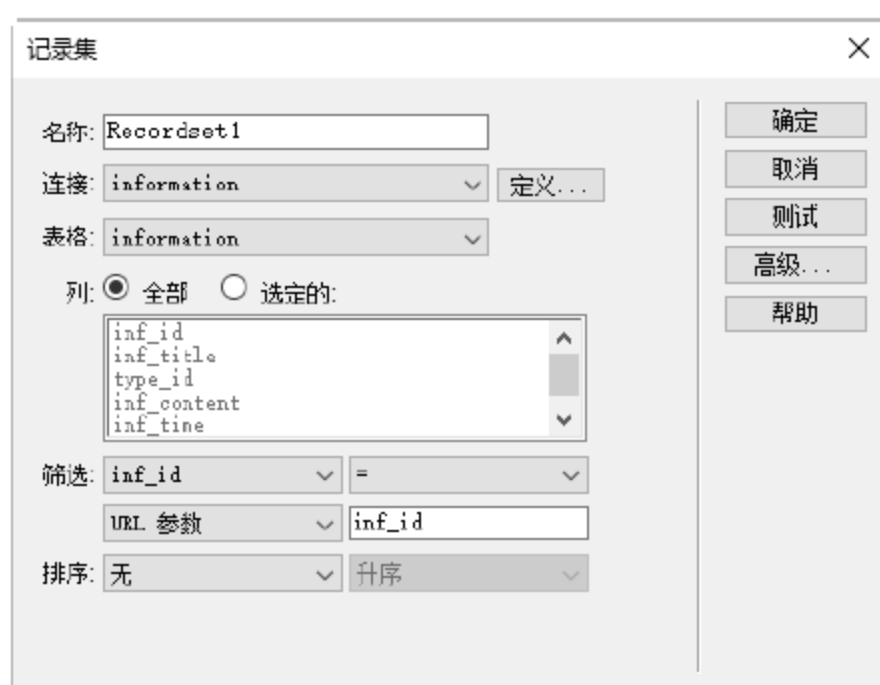 记录集
名称: Recordset1
连接: information 定义...
表格: information
列: 全部 选定的:
inf_id
inf_title
type_id
inf_content
inf_time
筛选: inf_id =
URL 参数 inf_id
排序: 无 升序
确定
取消
测试
高级...
帮助